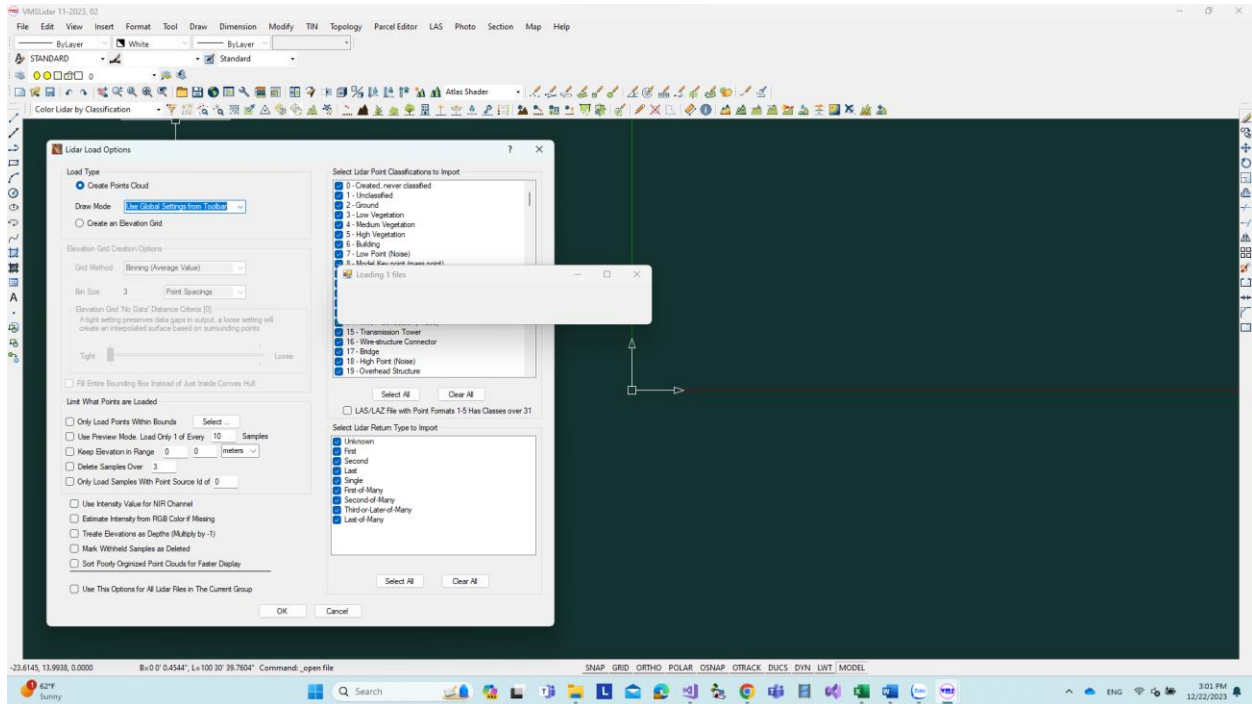 VMSLidar 11-2023, 02
File Edit View Insert Format Tool Draw Dimension Modify TIN Topology Parcel Editor LAS Photo Section Map Help
ByLayer White ByLayer
STANDARD Standard
0
Atlas Shader
Color Lidar by Classification
Lidar Load Options ? ×
Load Type
Create Points Cloud
Draw Mode Use Global Settings from Toolbar
Create an Elevation Grid
Elevation Grid Creation Options
Grid Method Binning (Average Value)
Bin Size 3 Point Spacings
Elevation Grid 'No Data' Distance Criteria [0]
A tight setting preserves data gaps in output, a loose setting will
create an interpolated surface based on surrounding points
Tight Loose
Fill Entire Bounding Box Instead of Just Inside Convex Hull
Limit What Points are Loaded
Only Load Points Within Bounds Select ...
Use Preview Mode. Load Only 1 of Every 10 Samples
Keep Elevation in Range 0 0 meters
Delete Samples Over 3
Only Load Samples With Point Source Id of 0
Use Intensity Value for NIR Channel
Estimate Intensity from RGB Color if Missing
Treate Elevations as Depths (Multiply by -1)
Mark Withheld Samples as Deleted
Sort Poorly Orginized Point Clouds for Faster Display
Use This Options for All Lidar Files in The Current Group
OK Cancel
Select Lidar Point Classifications to Import
0 - Created, never classified
1 - Unclassified
2 - Ground
3 - Low Vegetation
4 - Medium Vegetation
5 - High Vegetation
6 - Building
7 - Low Point (Noise)
8 - Model Key point (mass point)
Loading 1 files
15 - Transmission Tower
16 - Wire-structure Connector
17 - Bridge
18 - High Point (Noise)
19 - Overhead Structure
Select All Clear All
LAS/LAZ File with Point Formats 1-5 Has Classes over 31
Select Lidar Return Type to Import
Unknown
First
Second
Last
Single
First-of-Many
Second-of-Many
Third-or-Later-of-Many
Last-of-Many
Select All Clear All
-23.6145, 13.9938, 0.0000 B=0 0' 0.4544", L=100 30' 39.7604" Command: _open file SNAP GRID ORTHO POLAR OSNAP OTRACK DUCS DYN LWT MODEL
62°F
Sunny
Search
ENG
3:01 PM
12/22/2023